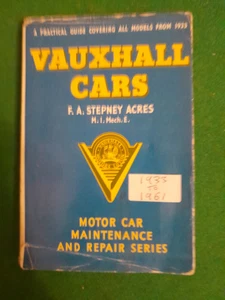 A PRACTICAL GUIDE COVERING ALL MODELS FROM 1935
VAUXHALL
CARS
F. A. STEPNEY ACRES
M. I. Mech. E.
1935
to
1951
MOTOR CAR
MAINTENANCE
AND REPAIR SERIES